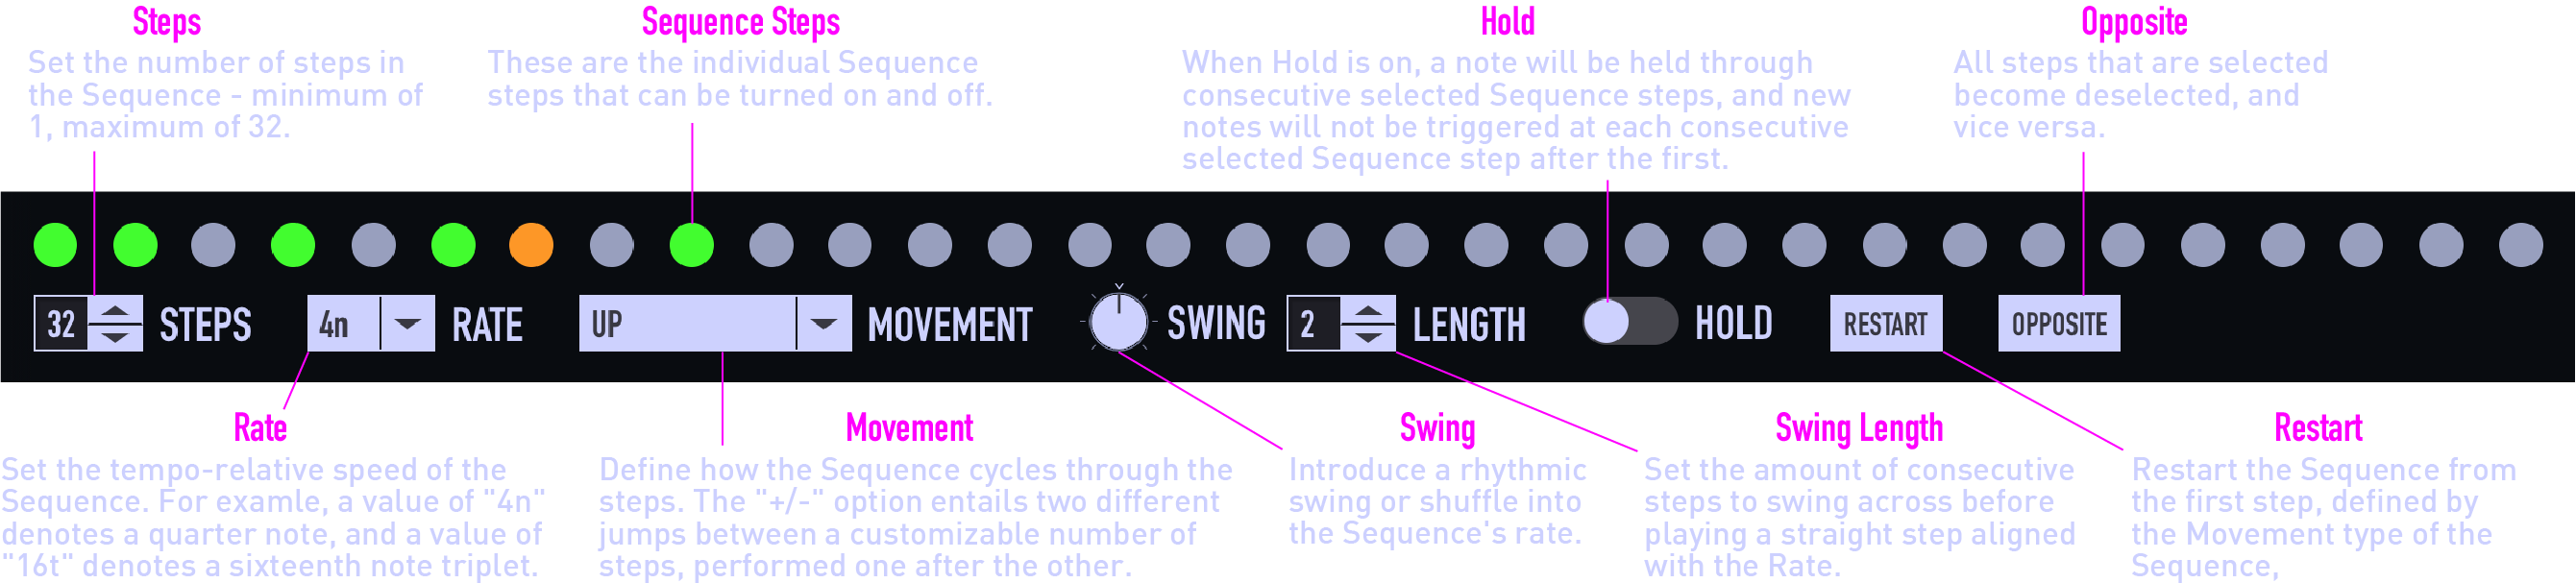 Steps
Set the number of steps in
the Sequence - minimum of
1, maximum of 32.
Sequence Steps
These are the individual Sequence
steps that can be turned on and off.
Hold
When Hold is on, a note will be held through
consecutive selected Sequence steps, and new
notes will not be triggered at each consecutive
selected Sequence step after the first.
Opposite
All steps that are selected
become deselected, and
vice versa.
32 STEPS 4n RATE UP MOVEMENT SWING 2 LENGTH HOLD RESTART OPPOSITE
Rate
Set the tempo-relative speed of the
Sequence. For examle, a value of "4n"
denotes a quarter note, and a value of
"16t" denotes a sixteenth note triplet.
Movement
Define how the Sequence cycles through the
steps. The "+/-" option entails two different
jumps between a customizable number of
steps, performed one after the other.
Swing
Introduce a rhythmic
swing or shuffle into
the Sequence's rate.
Swing Length
Set the amount of consecutive
steps to swing across before
playing a straight step aligned
with the Rate.
Restart
Restart the Sequence from
the first step, defined by
the Movement type of the
Sequence,